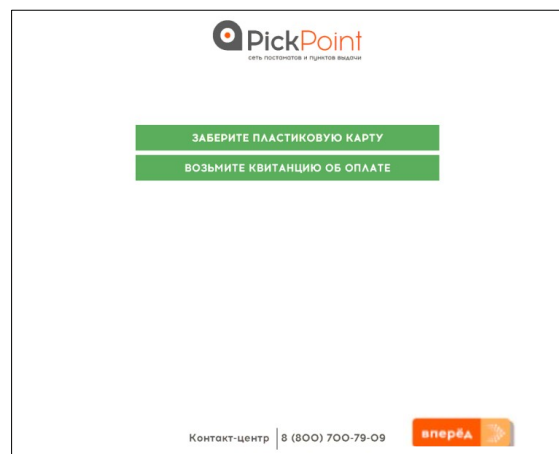 PickPoint
сеть постаматов и пунктов выдачи
ЗАБЕРИТЕ ПЛАСТИКОВУЮ КАРТУ
ВОЗЬМИТЕ КВИТАНЦИЮ ОБ ОПЛАТЕ
Контакт-центр 8 (800) 700-79-09
вперёд